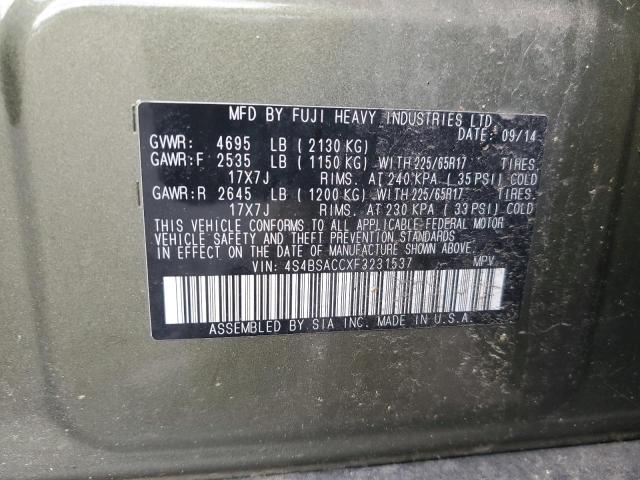 MFD BY FUJI HEAVY INDUSTRIES LTD
DATE: 09/14
GVWR: 4695 LB (2130 KG)
GAWR:F 2535 LB (1150 KG) WITH 225/65R17 TIRES
17X7J RIMS. AT 240 KPA (35 PSI) COLD
GAWR:R 2645 LB (1200 KG) WITH 225/65R17 TIRES.
17X7J RIMS. AT 230 KPA (33 PSI) COLD
THIS VEHICLE CONFORMS TO ALL APPLICABLE FEDERAL MOTOR
VEHICLE SAFETY AND THEFT PREVENTION STANDARDS
IN EFFECT ON THE DATE OF MANUFACTURE SHOWN ABOVE.
VIN: 4S4BSACCXF3231537 MPV
ASSEMBLED BY SIA INC. MADE IN U.S.A.